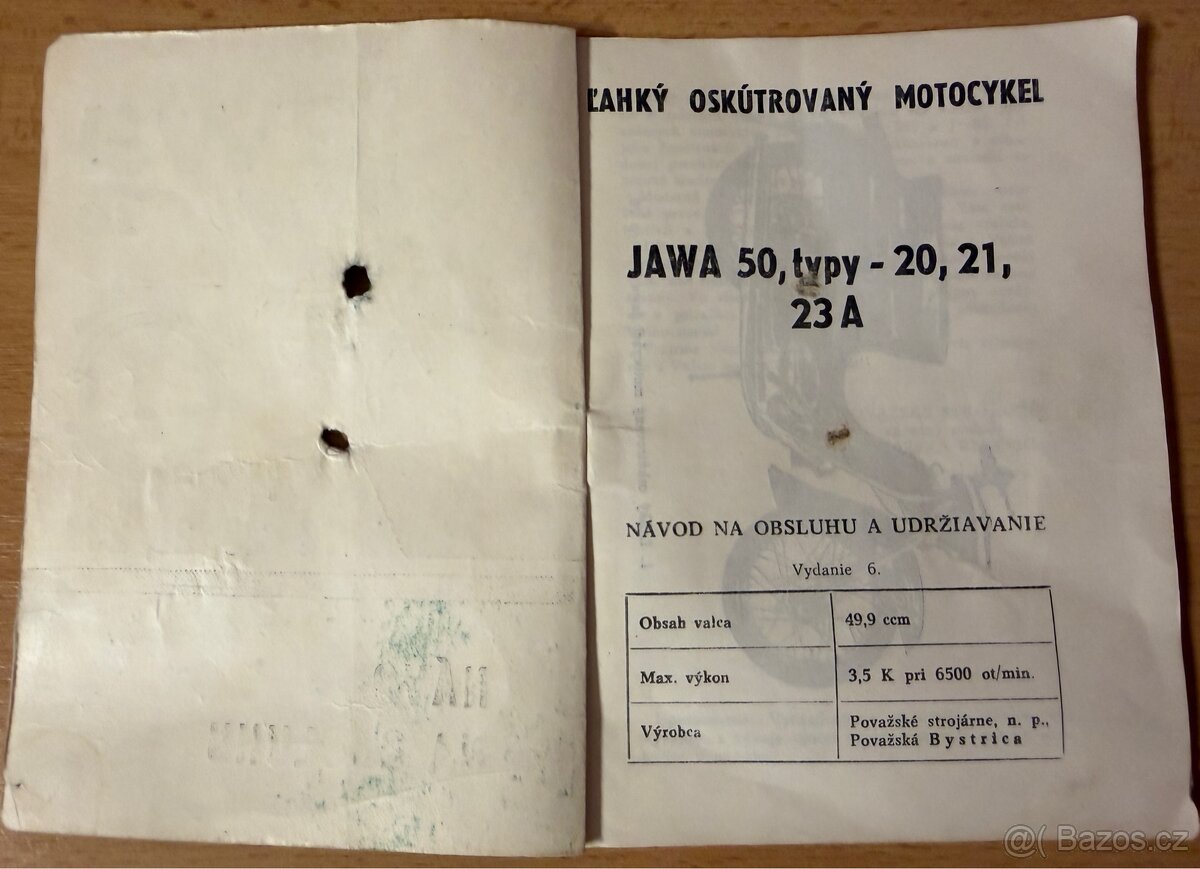 ĽAHKÝ OSKÚTROVANÝ MOTOCYKEL
JAWA 50, typy - 20, 21,
23 A
NÁVOD NA OBSLUHU A UDRŽIAVANIE
Vydanie 6.
Obsah valca 49,9 ccm
Max. výkon 3,5 K pri 6500 ot/min.
Výrobca Považské strojárne, n. p.,
Považská Bystrica
@( Bazos.cz